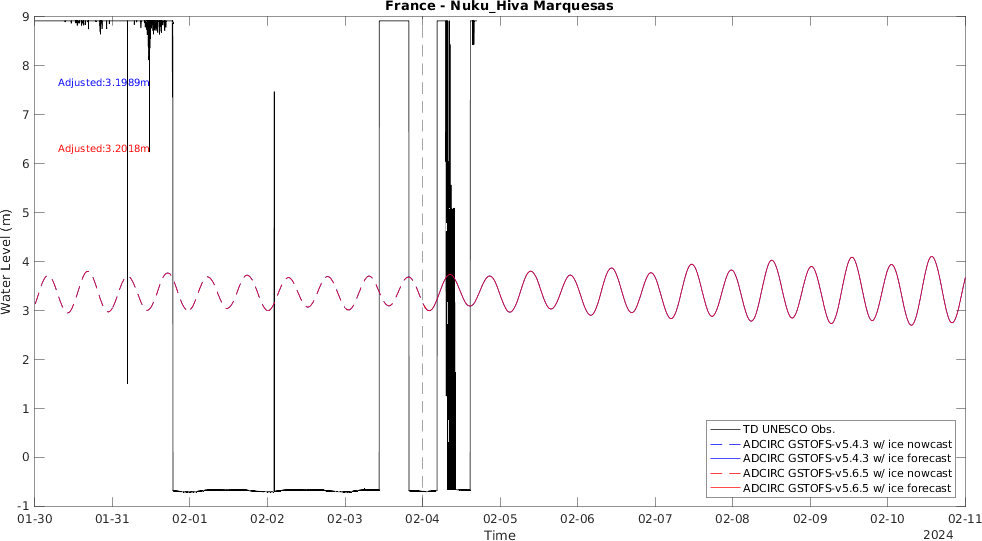 France - Nuku_Hiva Marquesas
9
8
Adjusted:3.1989m
7
Adjusted:3.2018m
6
5
4
3
2
1
0
-1
Water Level (m)
TD UNESCO Obs.
ADCIRC GSTOFS-v5.4.3 w/ ice nowcast
ADCIRC GSTOFS-v5.4.3 w/ ice forecast
ADCIRC GSTOFS-v5.6.5 w/ ice nowcast
ADCIRC GSTOFS-v5.6.5 w/ ice forecast
01-30 01-31 02-01 02-02 02-03 02-04 02-05 02-06 02-07 02-08 02-09 02-10 02-11
Time
2024